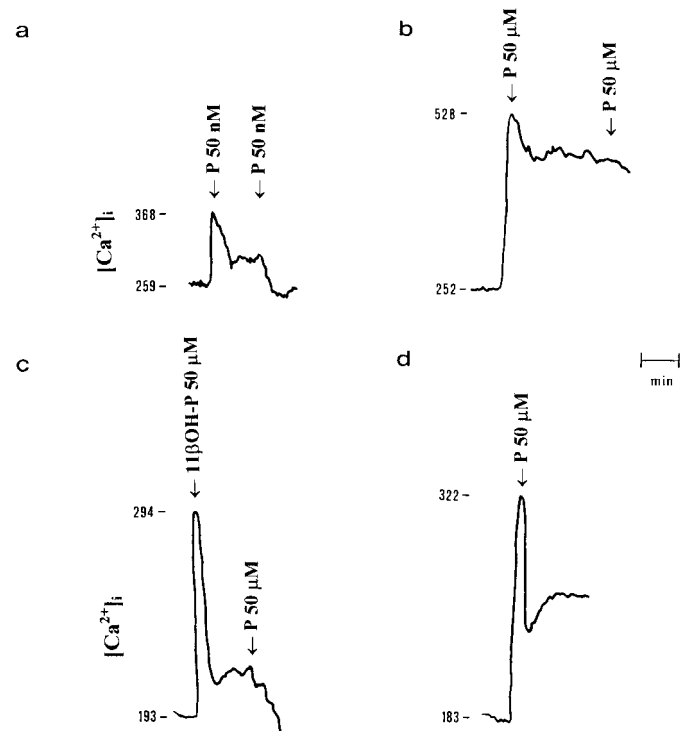 a
← P 50 nM
← P 50 nM
[Ca²⁺]ᵢ
368
259
b
← P 50 μM
← P 50 μM
528
252
c
← 11βOH-P 50 μM
← P 50 μM
[Ca²⁺]ᵢ
294
193
d
← P 50 μM
322
183
min